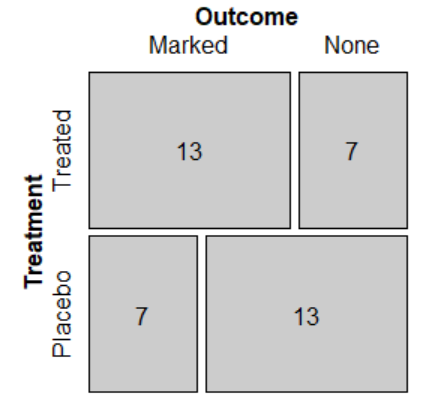 Outcome
Marked None
Treatment
Treated
13 7
Placebo
7 13